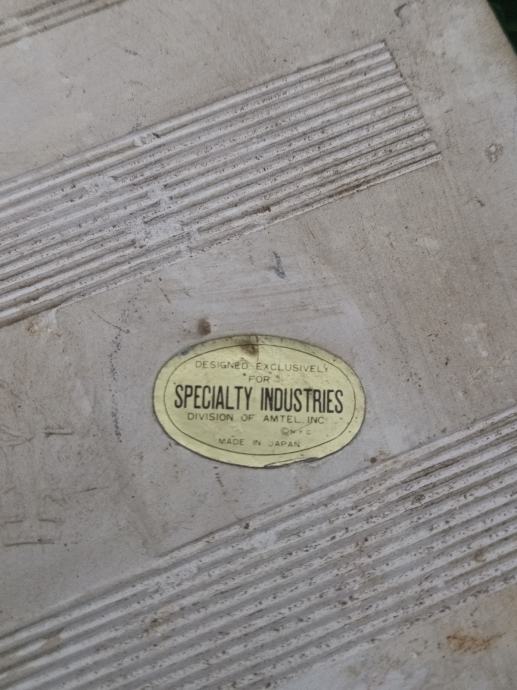 DESIGNED EXCLUSIVELY
FOR
SPECIALTY INDUSTRIES
DIVISION OF AMTEL, INC
©N Y C
MADE IN JAPAN